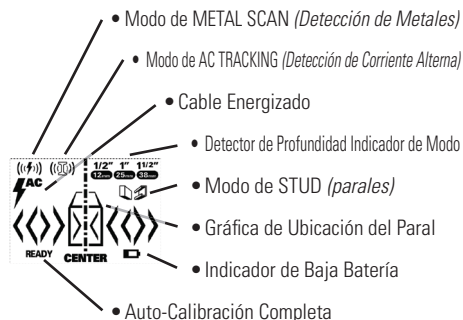 • Modo de METAL SCAN (Detección de Metales)
• Modo de AC TRACKING (Detección de Corriente Alterna)
• Cable Energizado
• Detector de Profundidad Indicador de Modo
1/2" 1" 11/2"
12mm 25mm 38mm
AC
• Modo de STUD (parales)
• Gráfica de Ubicación del Paral
READY CENTER
• Indicador de Baja Batería
• Auto-Calibración Completa